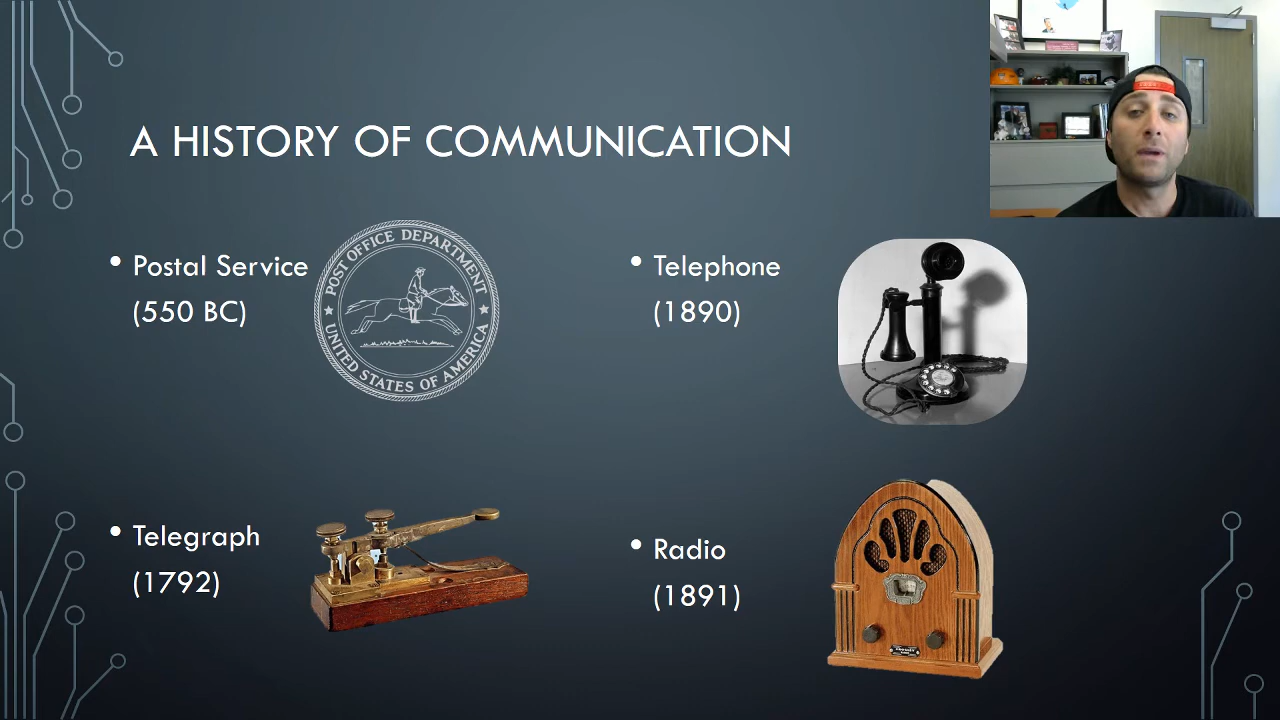 A HISTORY OF COMMUNICATION
• Postal Service
(550 BC)
POST OFFICE DEPARTMENT
UNITED STATES OF AMERICA
• Telephone
(1890)
• Telegraph
(1792)
• Radio
(1891)